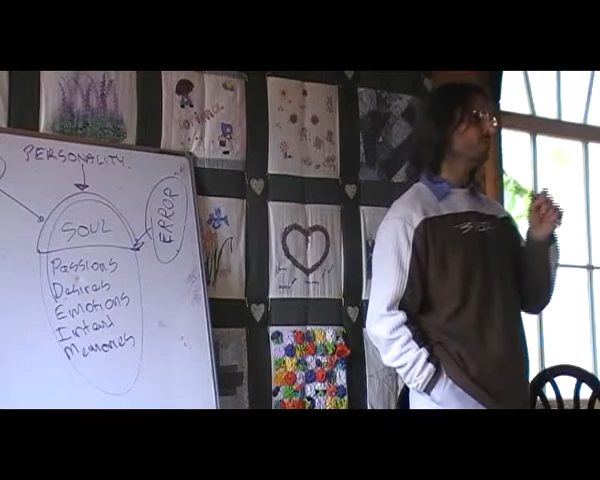 PERSONALITY
SOUL
ERROR
Passions
Desires
Emotions
Intent
Memories